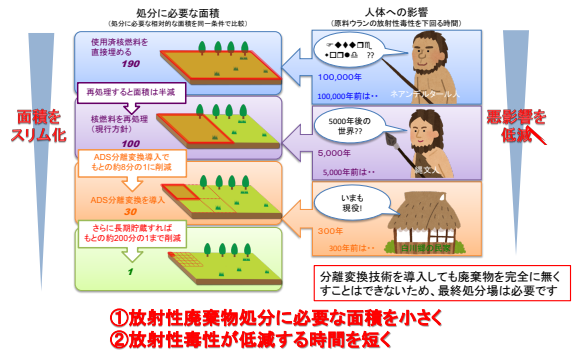 処分に必要な面積
(処分に必要な相対的な面積を同一条件で比較)
使用済核燃料を
直接埋める
190
再処理すると面積は半減
核燃料を再処理
(現行方針)
100
ADS分離変換導入で
もとの約6分の1に削減
ADS分離変換を導入
30
さらに長期貯蔵すれば
もとの約200分の1まで削減
1
面積を
スリム化
人体への影響
(原料ウランの放射性毒性を下回る時間)
??
100,000年
100,000年前は・・
ネアンデルタール人
5000年後の
世界??
5,000年
5,000年前は・・
縄文人
いまも
現役!
300年
300年前は・・
悪影響を
低減
分離変換技術を導入しても廃棄物を完全に無く
すことはできないため、最終処分場は必要です
①放射性廃棄物処分に必要な面積を小さく
②放射性毒性が低減する時間を短く